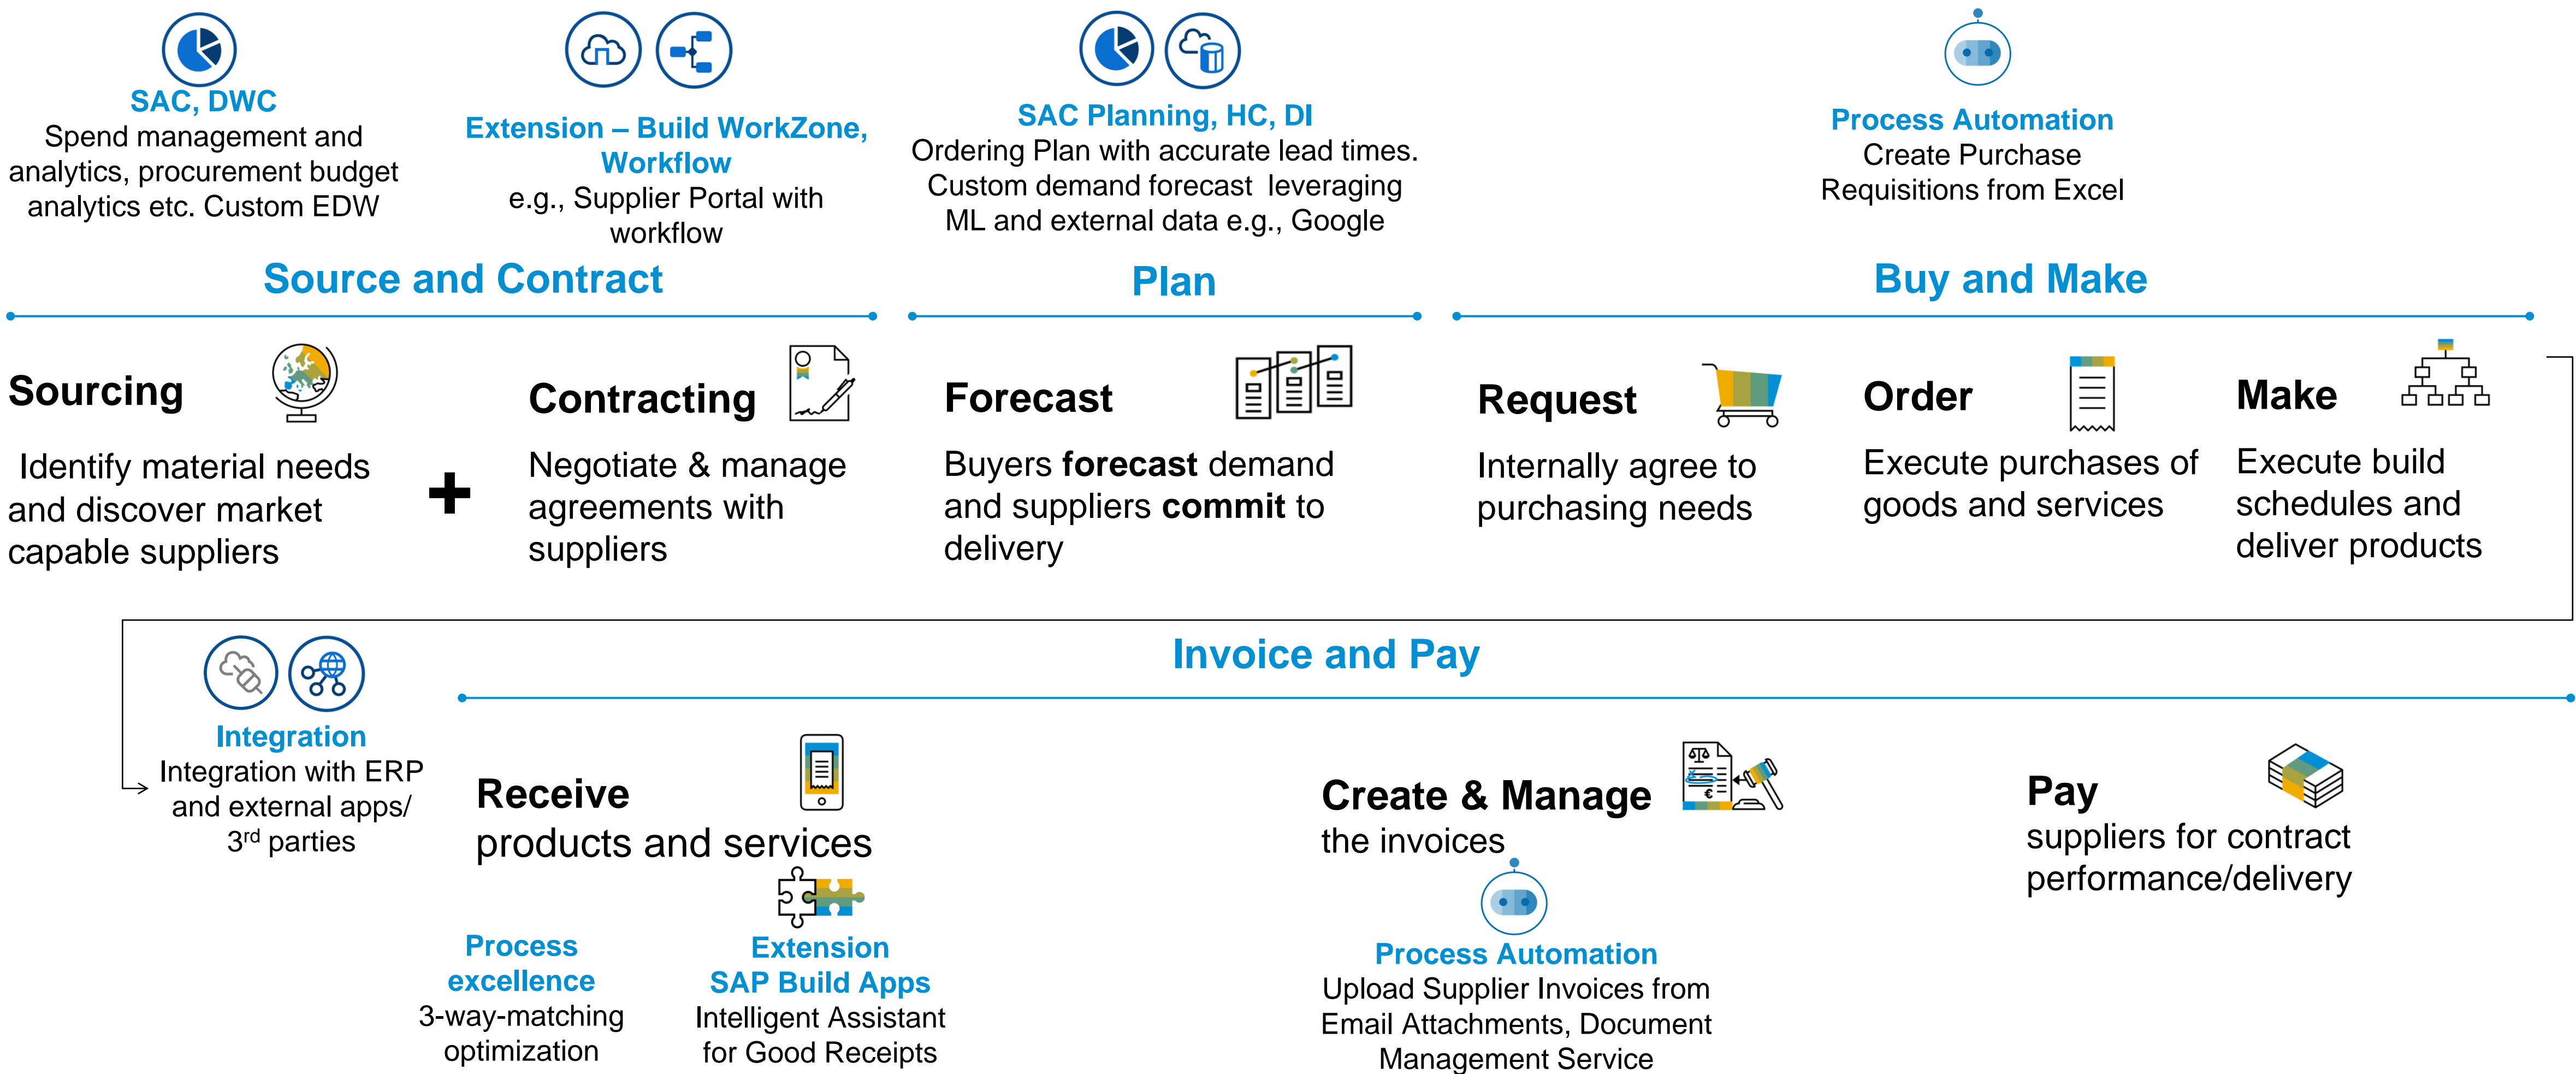 SAC, DWC
Spend management and
analytics, procurement budget
analytics etc. Custom EDW
Extension – Build WorkZone,
Workflow
e.g., Supplier Portal with
workflow
SAC Planning, HC, DI
Ordering Plan with accurate lead times.
Custom demand forecast leveraging
ML and external data e.g., Google
Process Automation
Create Purchase
Requisitions from Excel
Source and Contract
Plan
Buy and Make
Sourcing
Identify material needs
and discover market
capable suppliers
+
Contracting
Negotiate & manage
agreements with
suppliers
Forecast
Buyers forecast demand
and suppliers commit to
delivery
Request
Internally agree to
purchasing needs
Order
Execute purchases of
goods and services
Make
Execute build
schedules and
deliver products
Invoice and Pay
Integration
Integration with ERP
and external apps/
3rd parties
Receive
products and services
Process
excellence
3-way-matching
optimization
Extension
SAP Build Apps
Intelligent Assistant
for Good Receipts
Create & Manage
the invoices
€
Process Automation
Upload Supplier Invoices from
Email Attachments, Document
Management Service
Pay
suppliers for contract
performance/delivery